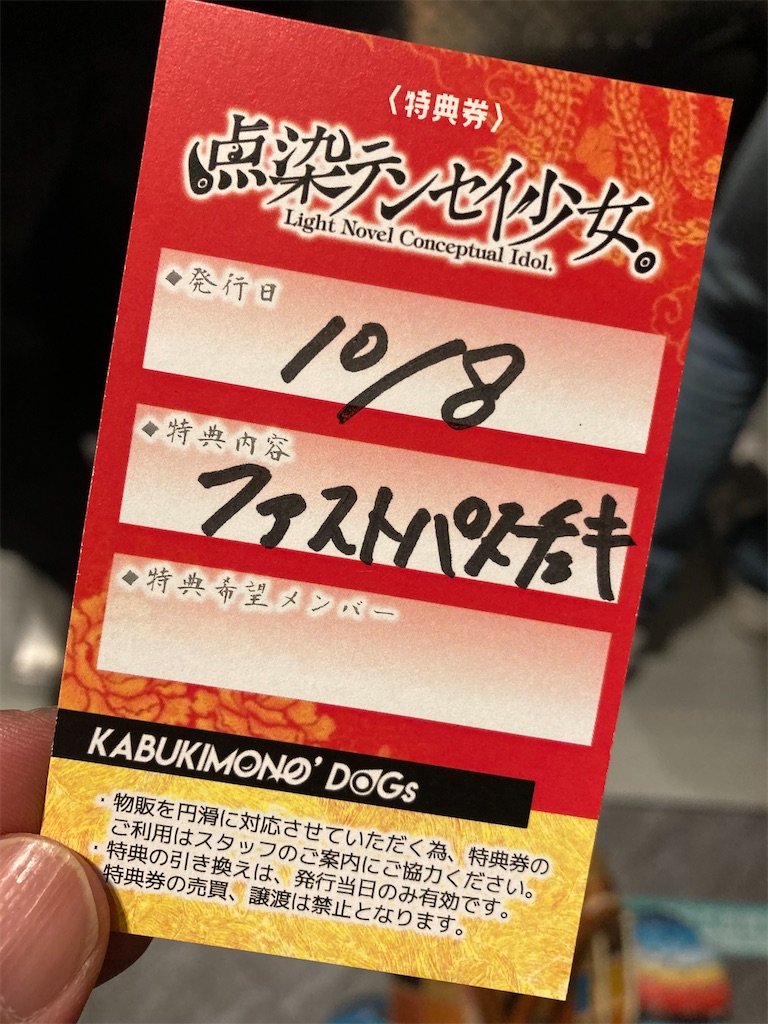 〈特典券〉
点染テンセイ少女。
Light Novel Conceptual Idol.
◆発行日
10/8
◆特典内容
ファストパスチェキ
◆特典希望メンバー
KABUKIMONO' DOGs
・物販を円滑に対応させていただく為、特典券の
ご利用はスタッフのご案内にご協力ください。
・特典の引き換えは、発行当日のみ有効です。
特典券の売買、譲渡は禁止となります。